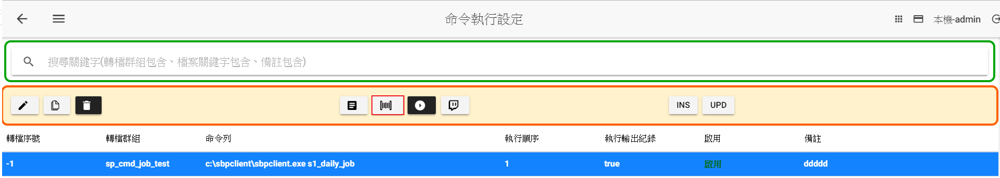 命令執行設定
本機-admin
搜尋關鍵字(轉檔群組包含、檔案關鍵字包含、備註包含)
INS UPD
轉檔序號 轉檔群組 命令列 執行順序 執行輸出紀錄 啟用 備註
-1 sp_cmd_job_test c:\sbpclient\sbpclient.exe s1_daily_job 1 true 啟用 ddddd